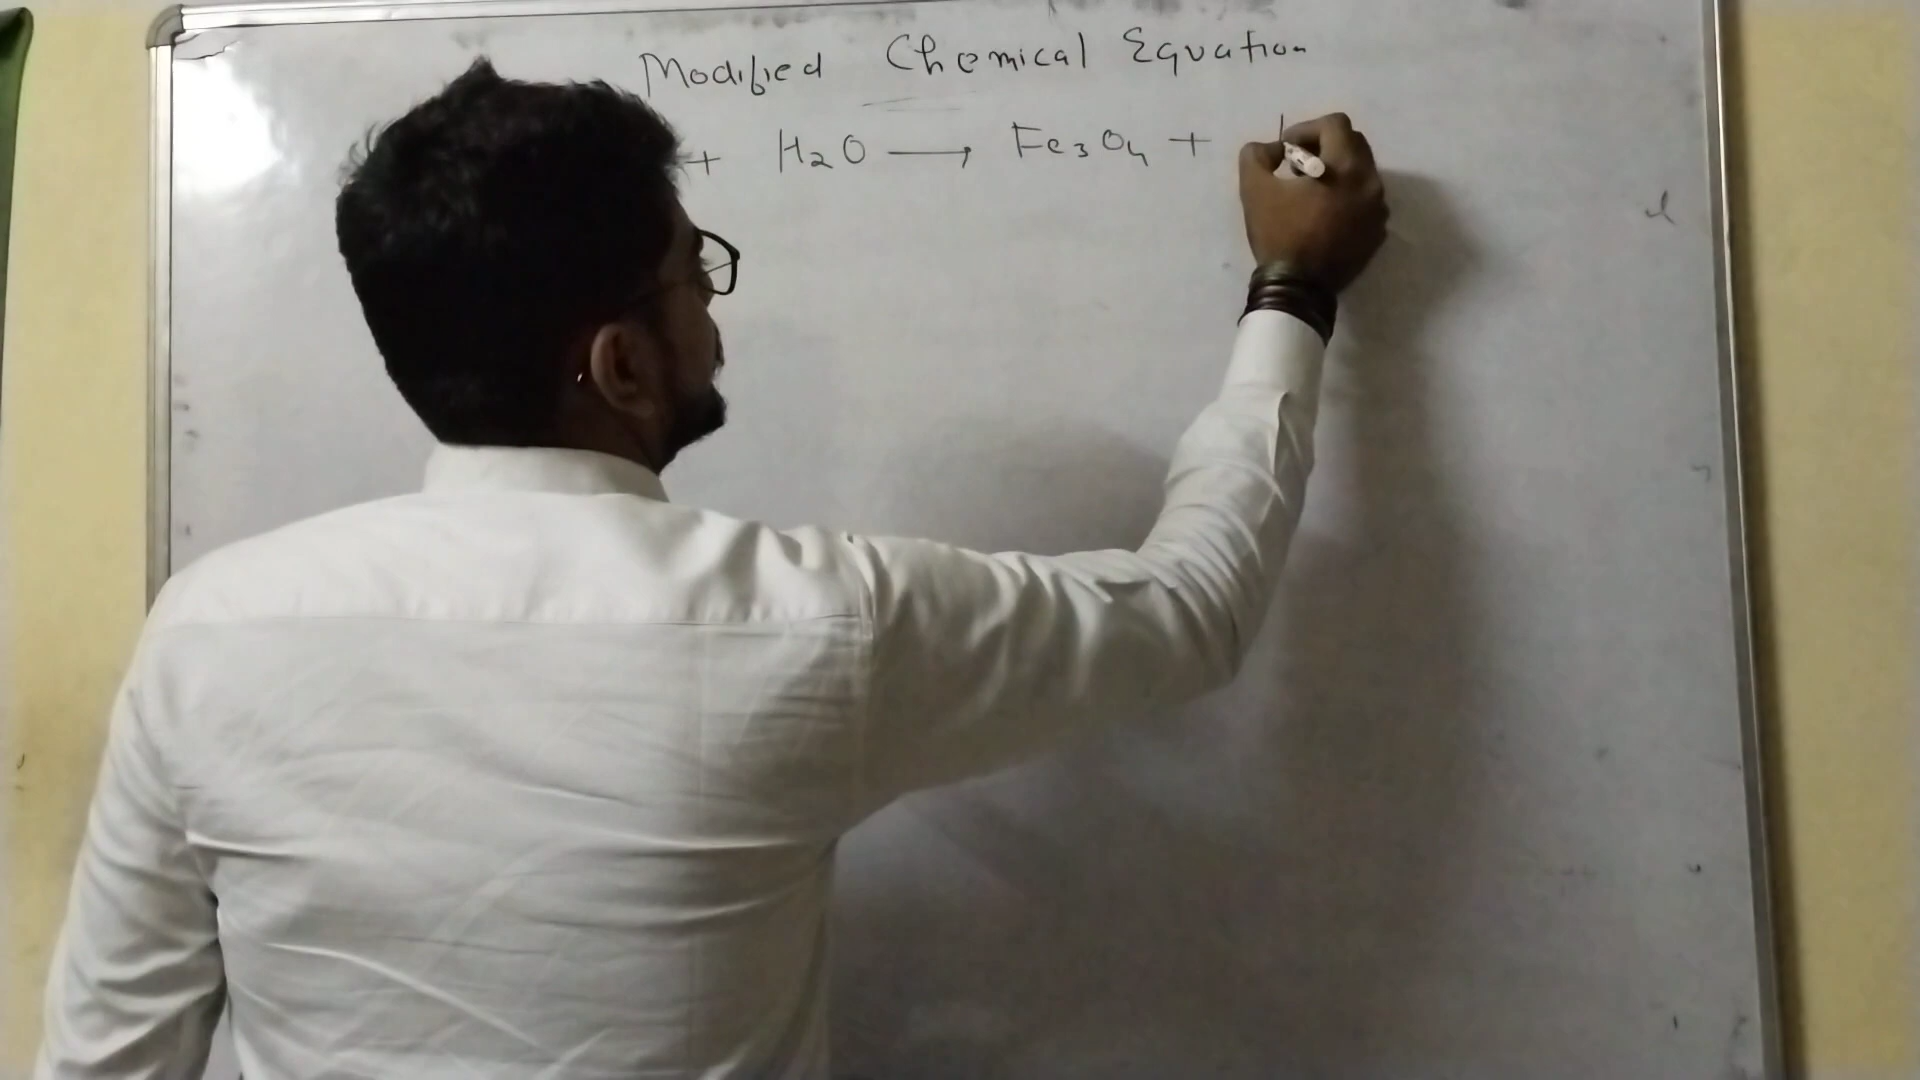 Modified Chemical Equation
+ H₂O → Fe₃O₄ +